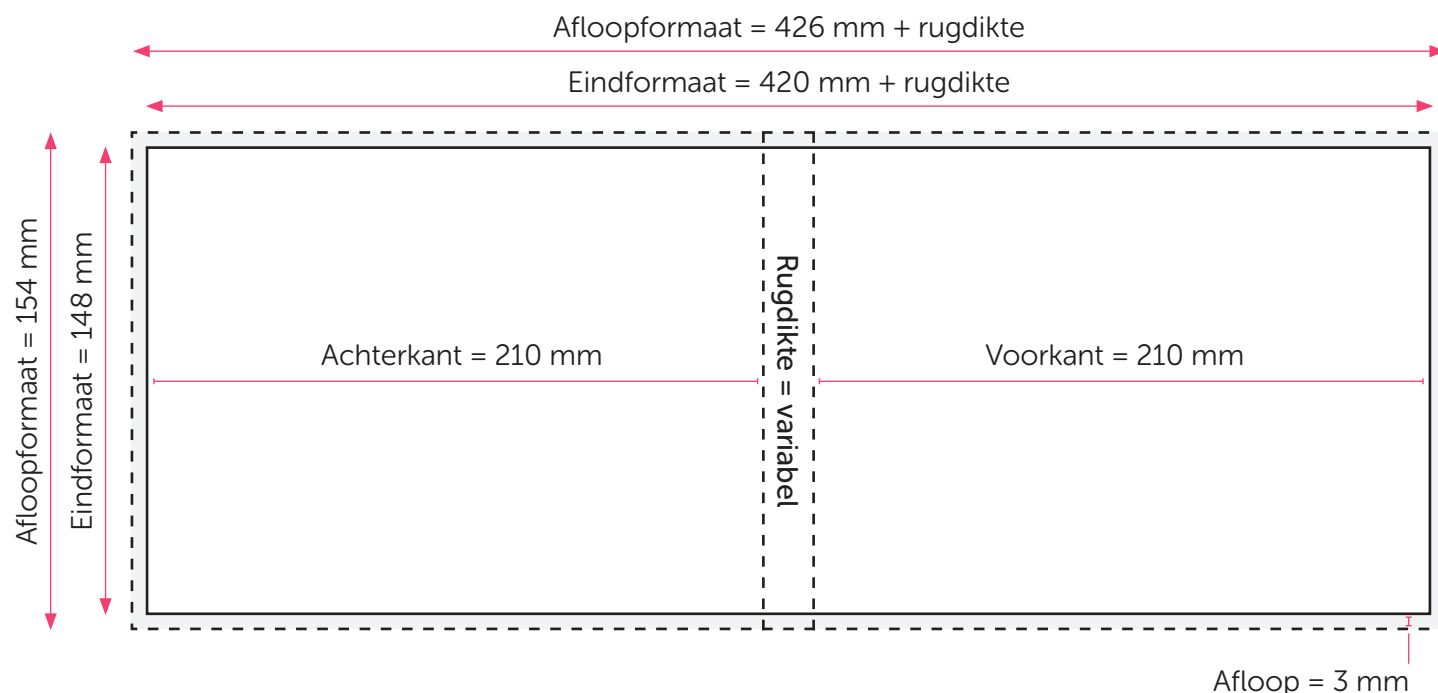 Afloopformaat = 426 mm + rugdikte
Eindformaat = 420 mm + rugdikte
Afloopformaat = 154 mm
Eindformaat = 148 mm
Achterkant = 210 mm
Rugdikte = variabel
Voorkant = 210 mm
Afloop = 3 mm